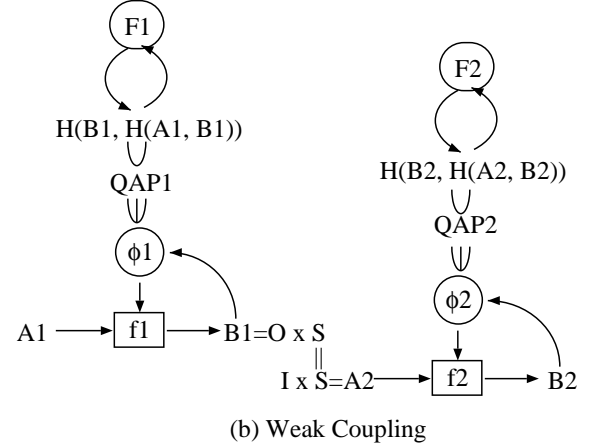 F1
H(B1, H(A1, B1))
QAP1
ϕ1
A1
f1
B1=O x S
F2
H(B2, H(A2, B2))
QAP2
ϕ2
I x S=A2
f2
B2
(b) Weak Coupling